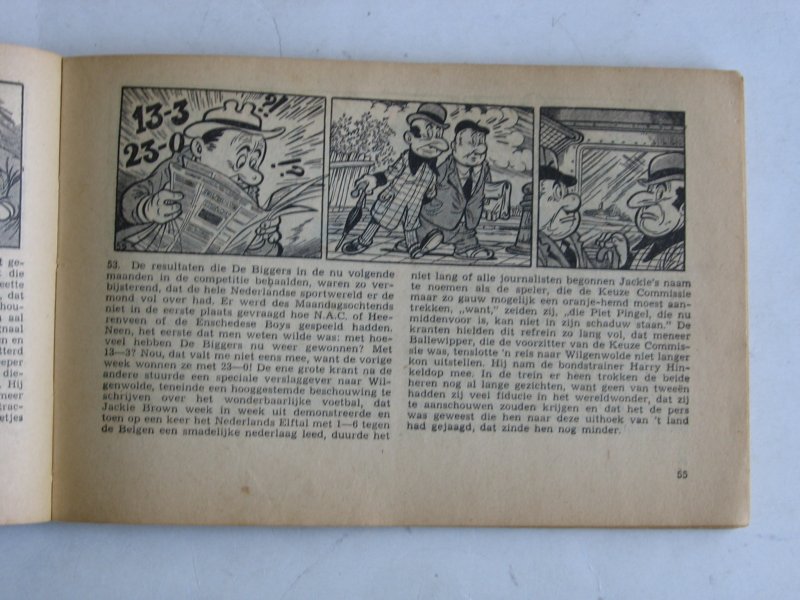 13-3
23-0
?!
?!
53. De resultaten die De Biggers in de nu volgende
maanden in de competitie behaalden, waren zo ver-
bijsterend, dat de hele Nederlandse sportwereld er de
mond vol over had. Er werd des Maandagsochtends
niet in de eerste plaats gevraagd hoe N.A.C. of Hee-
renveen of de Enschedese Boys gespeeld hadden.
Neen, het eerste dat men weten wilde was: met hoe-
veel hebben De Biggers nu weer gewonnen? Met
13—3? Nou, dat valt me niet eens mee, want de vorige
week wonnen ze met 23—0! De ene grote krant na de
andere stuurde een speciale verslaggever naar Wil-
genwolde, teneinde een hooggestemde beschouwing te
schrijven over het wonderbaarlijke voetbal, dat
Jackie Brown week in week uit demonstreerde en
toen op een keer het Nederlands Elftal met 1—6 tegen
de Belgen een smadelijke nederlaag leed, duurde het
niet lang of alle journalisten begonnen Jackie's naam
te noemen als de speler, die de Keuze Commissie
maar zo gauw mogelijk een oranje-hemd moest aan-
trekken, „want," zeiden zij, „die Piet Pingel, die nu
middenvoor is, kan niet in zijn schaduw staan." De
kranten hielden dit refrein zo lang vol, dat meneer
Ballewipper, die de voorzitter van de Keuze Commis-
sie was, tenslotte 'n reis naar Wilgenwolde niet langer
kon uitstellen. Hij nam de bondstrainer Harry Hin-
keldop mee. In de trein er heen trokken de beide
heren nog al lange gezichten, want geen van tweeën
hadden zij veel fiducie in het wereldwonder, dat zij
te aanschouwen zouden krijgen en dat het de pers
was geweest die hen naar deze uithoek van 't land
had gejaagd, dat zinde hen nog minder.
55